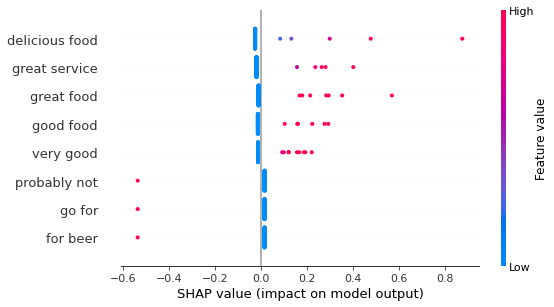 High
delicious food
great service
great food
good food
very good
probably not
go for
for beer
Feature value
Low
−0.6 −0.4 −0.2 0.0 0.2 0.4 0.6 0.8
SHAP value (impact on model output)